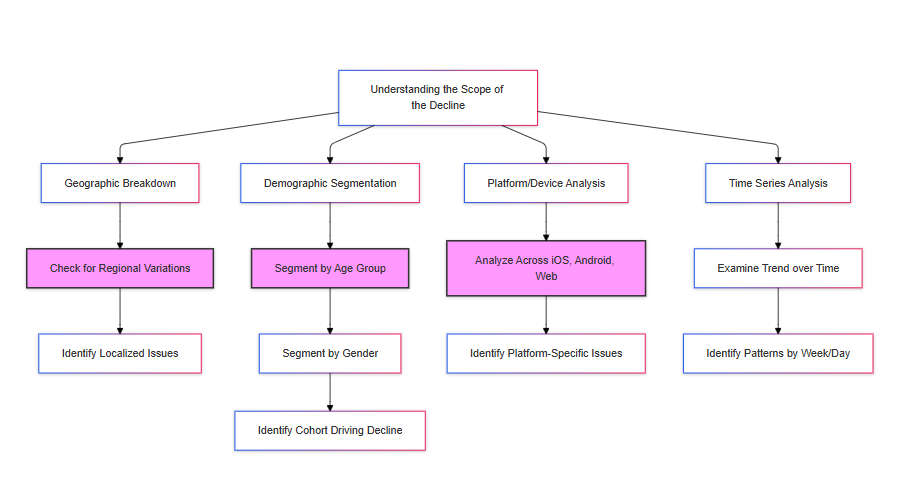 Understanding the Scope of
the Decline
Geographic Breakdown
Demographic Segmentation
Platform/Device Analysis
Time Series Analysis
Check for Regional Variations
Segment by Age Group
Analyze Across iOS, Android,
Web
Examine Trend over Time
Identify Localized Issues
Segment by Gender
Identify Platform-Specific Issues
Identify Patterns by Week/Day
Identify Cohort Driving Decline